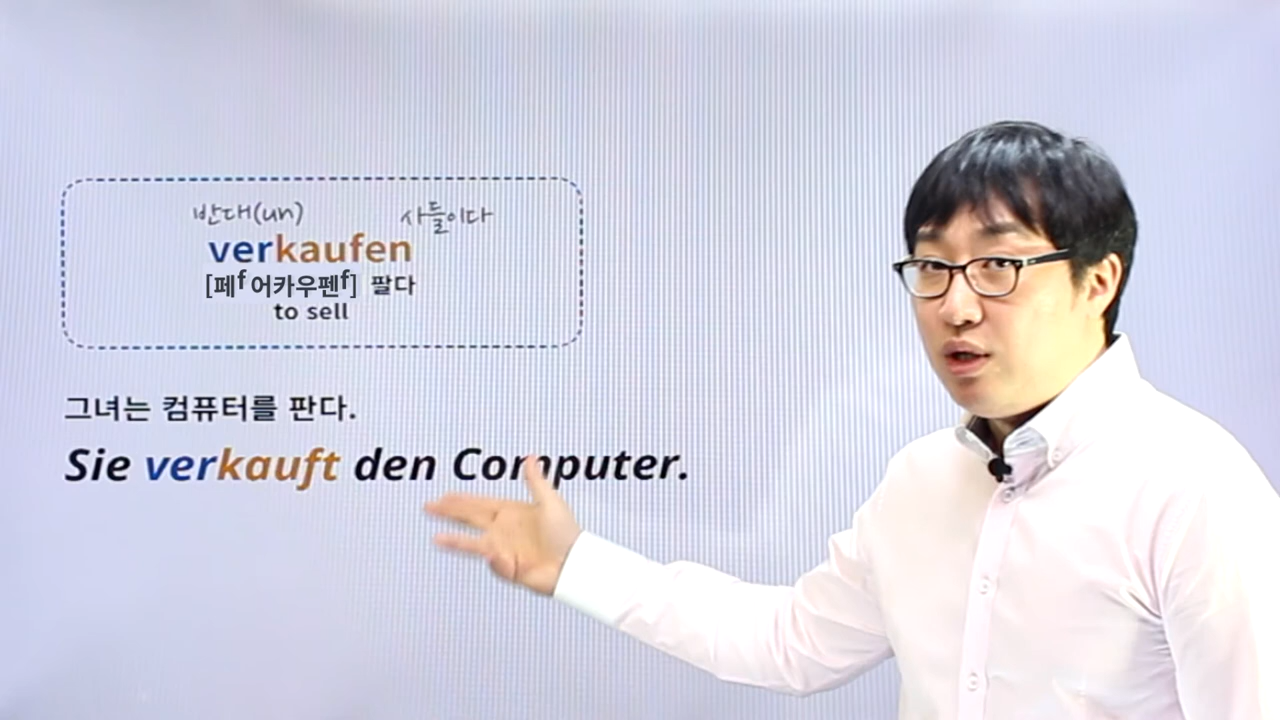 반대(un) 사들이다
verkaufen
[페f어카우펜f] 팔다
to sell
그녀는 컴퓨터를 판다.
Sie verkauft den Computer.